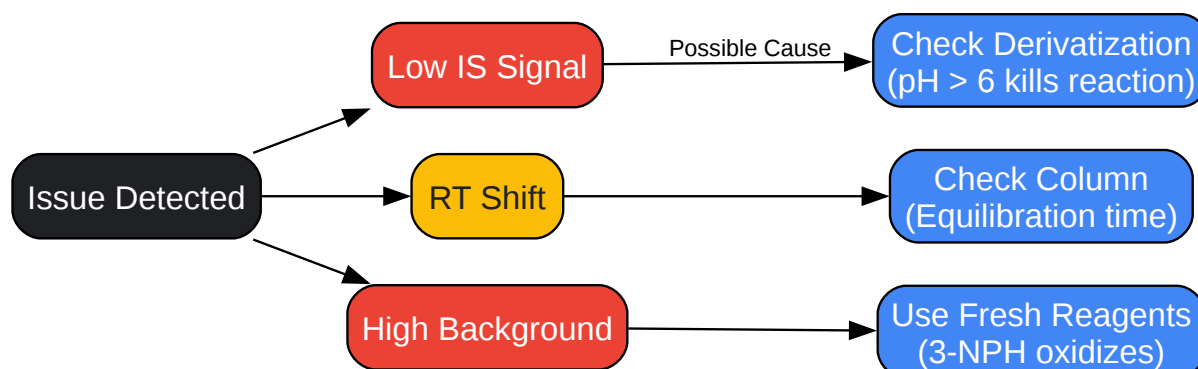 Low IS Signal
Possible Cause
Check Derivatization
(pH > 6 kills reaction)
Issue Detected
RT Shift
Check Column
(Equilibration time)
High Background
Use Fresh Reagents
(3-NPH oxidizes)